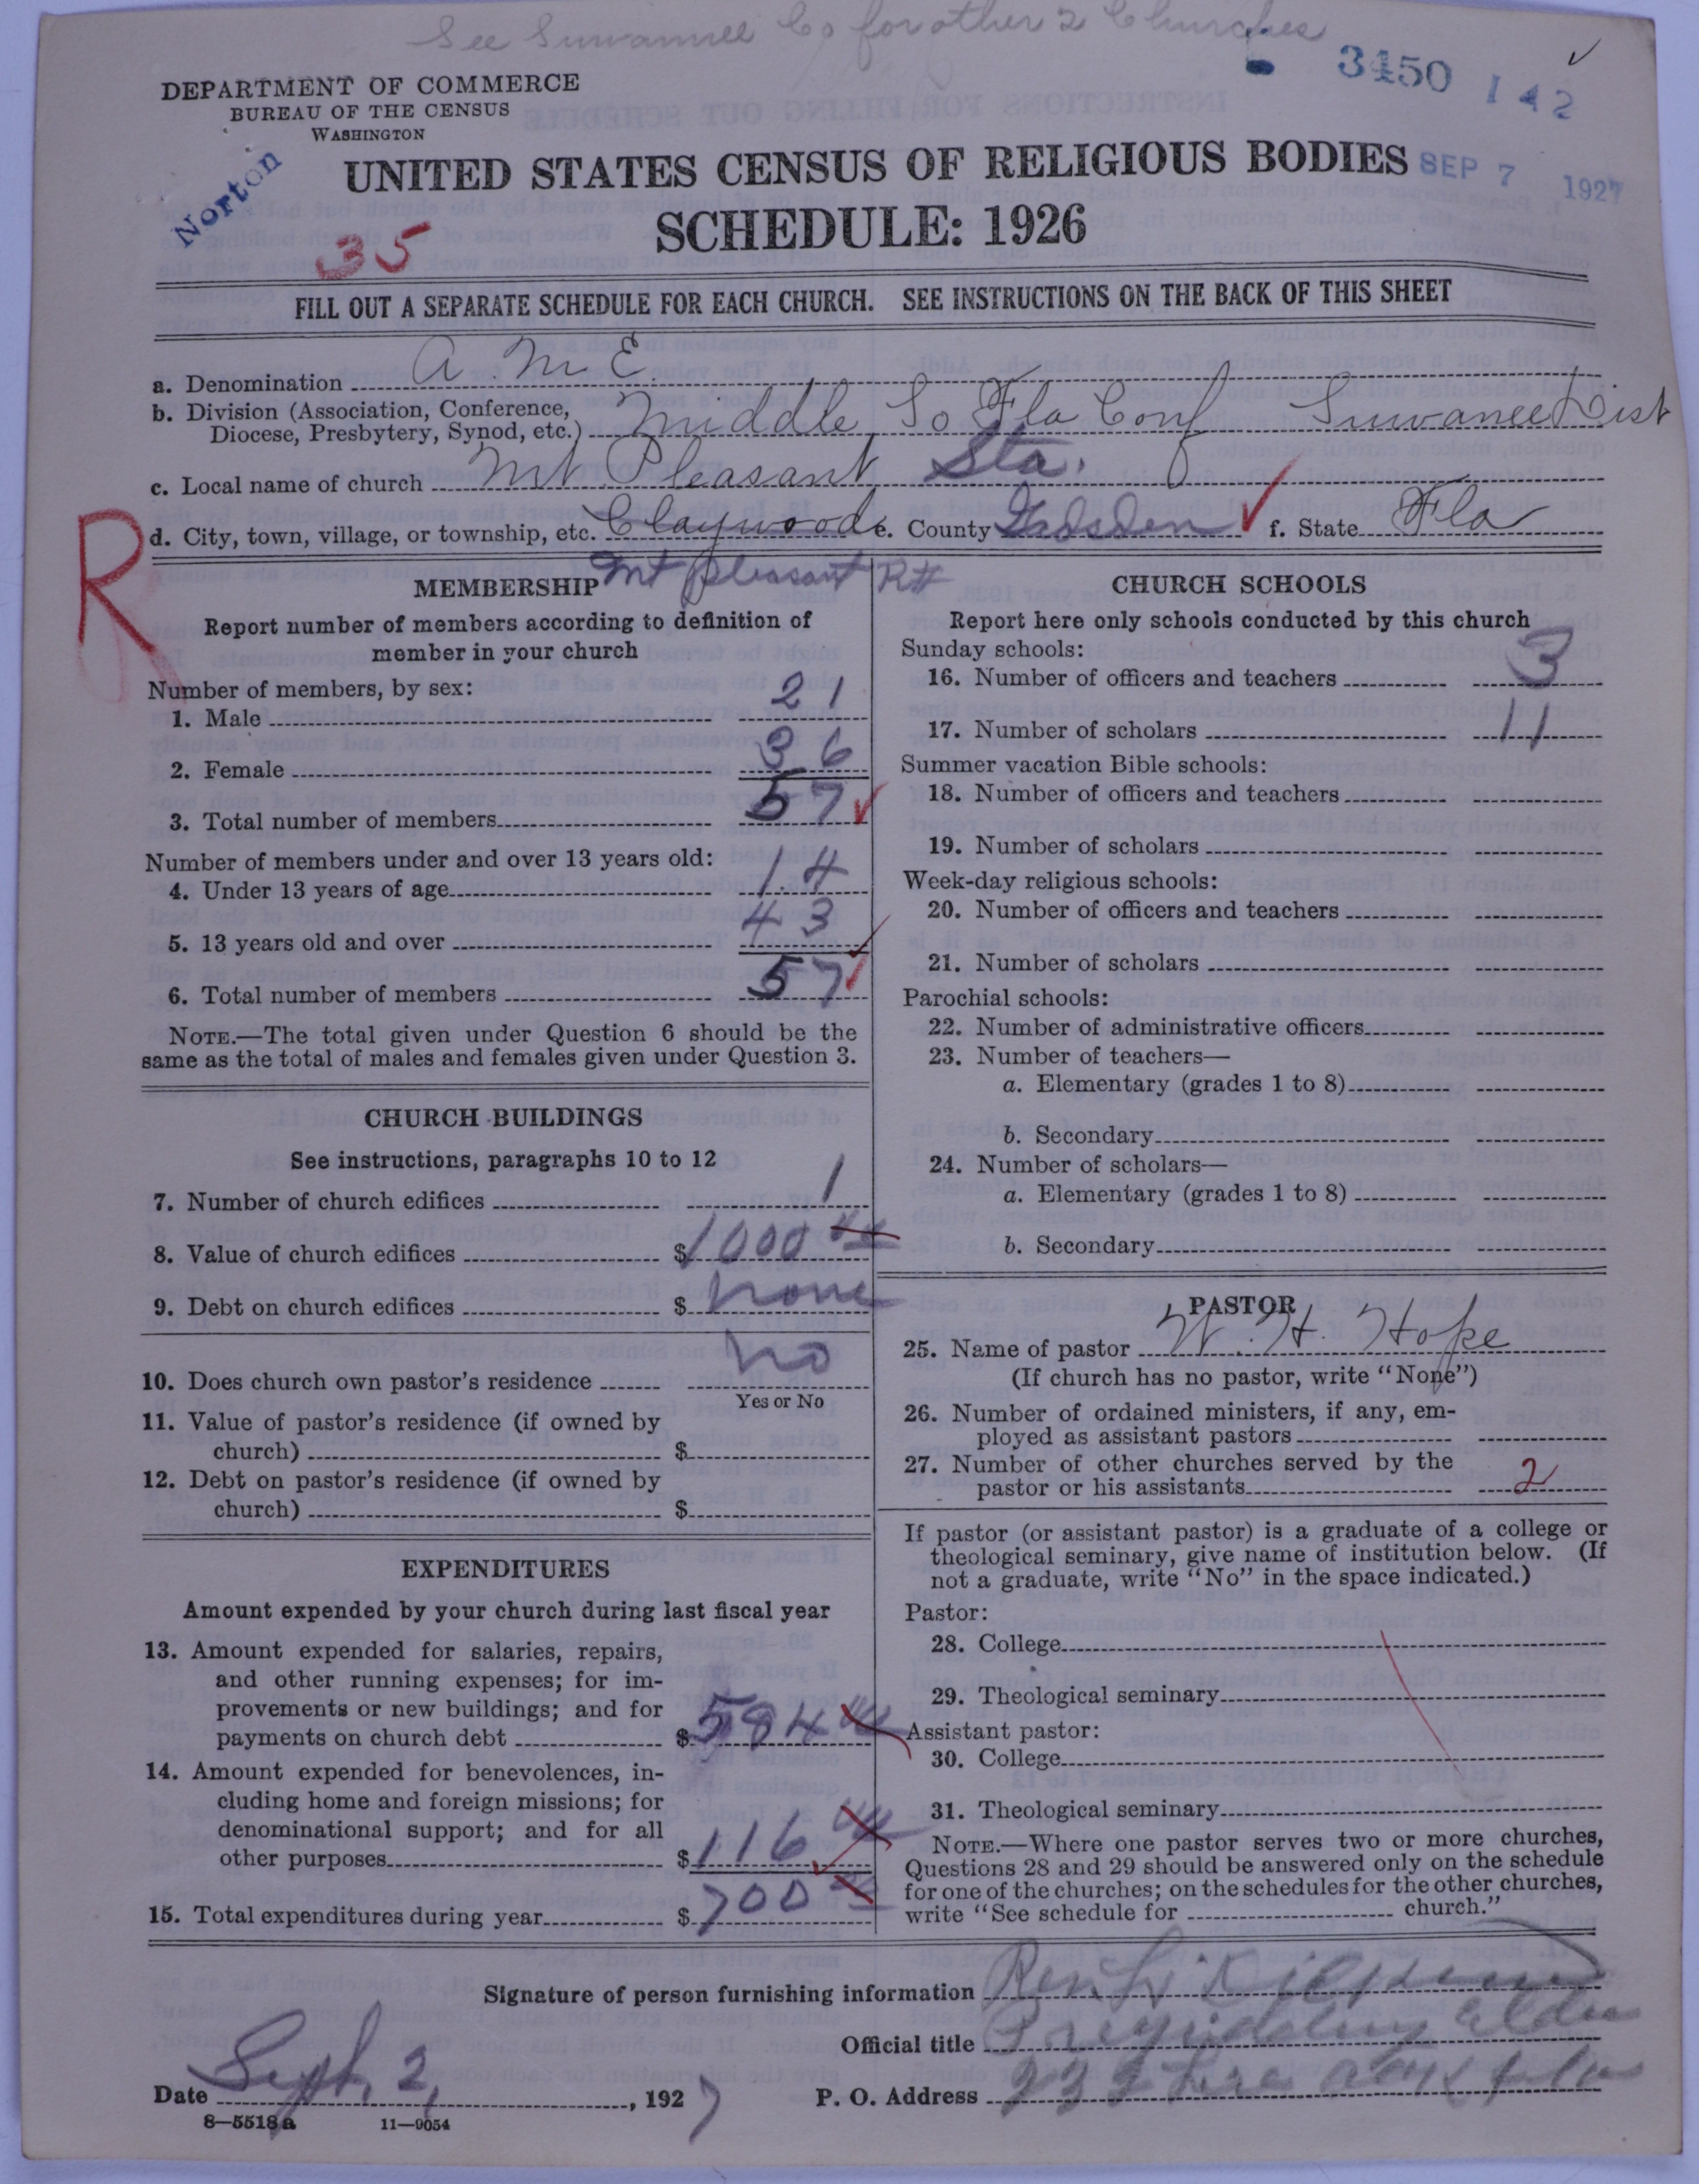 See Suwannee Co for other 2 Churches
3450 142
DEPARTMENT OF COMMERCE
BUREAU OF THE CENSUS
WASHINGTON
Norton
35
UNITED STATES CENSUS OF RELIGIOUS BODIES
SEP 7 1927
SCHEDULE: 1926
FILL OUT A SEPARATE SCHEDULE FOR EACH CHURCH. SEE INSTRUCTIONS ON THE BACK OF THIS SHEET
a. Denomination A. M. E.
b. Division (Association, Conference,
Diocese, Presbytery, Synod, etc.) Middle So Fla Conf Suwanee Dist
c. Local name of church Mt Pleasant Sta.
R
d. City, town, village, or township, etc. Claywood e. County Gadsden f. State Fla
Mt Pleasant R#
MEMBERSHIP
Report number of members according to definition of
member in your church
Number of members, by sex:
1. Male 21
2. Female 36
3. Total number of members 57
Number of members under and over 13 years old:
4. Under 13 years of age 14
5. 13 years old and over 43
6. Total number of members 57
NOTE.—The total given under Question 6 should be the
same as the total of males and females given under Question 3.
CHURCH BUILDINGS
See instructions, paragraphs 10 to 12
7. Number of church edifices 1
8. Value of church edifices $1000
9. Debt on church edifices $ none
10. Does church own pastor's residence no
Yes or No
11. Value of pastor's residence (if owned by
church) $
12. Debt on pastor's residence (if owned by
church) $
EXPENDITURES
Amount expended by your church during last fiscal year
13. Amount expended for salaries, repairs,
and other running expenses; for im-
provements or new buildings; and for
payments on church debt $584
14. Amount expended for benevolences, in-
cluding home and foreign missions; for
denominational support; and for all
other purposes $116
15. Total expenditures during year $700
CHURCH SCHOOLS
Report here only schools conducted by this church
Sunday schools:
16. Number of officers and teachers 3
17. Number of scholars 11
Summer vacation Bible schools:
18. Number of officers and teachers
19. Number of scholars
Week-day religious schools:
20. Number of officers and teachers
21. Number of scholars
Parochial schools:
22. Number of administrative officers
23. Number of teachers—
a. Elementary (grades 1 to 8)
b. Secondary
24. Number of scholars—
a. Elementary (grades 1 to 8)
b. Secondary
PASTOR
25. Name of pastor W. H. Hope
(If church has no pastor, write "None")
26. Number of ordained ministers, if any, em-
ployed as assistant pastors
27. Number of other churches served by the
pastor or his assistants 2
If pastor (or assistant pastor) is a graduate of a college or
theological seminary, give name of institution below. (If
not a graduate, write "No" in the space indicated.)
Pastor:
28. College
29. Theological seminary
Assistant pastor:
30. College
31. Theological seminary
NOTE.—Where one pastor serves two or more churches,
Questions 28 and 29 should be answered only on the schedule
for one of the churches; on the schedules for the other churches,
write "See schedule for church."
Signature of person furnishing information
Official title Presiding elder
Date Sept. 2, 1927 P. O. Address
8—5518a 11—9054